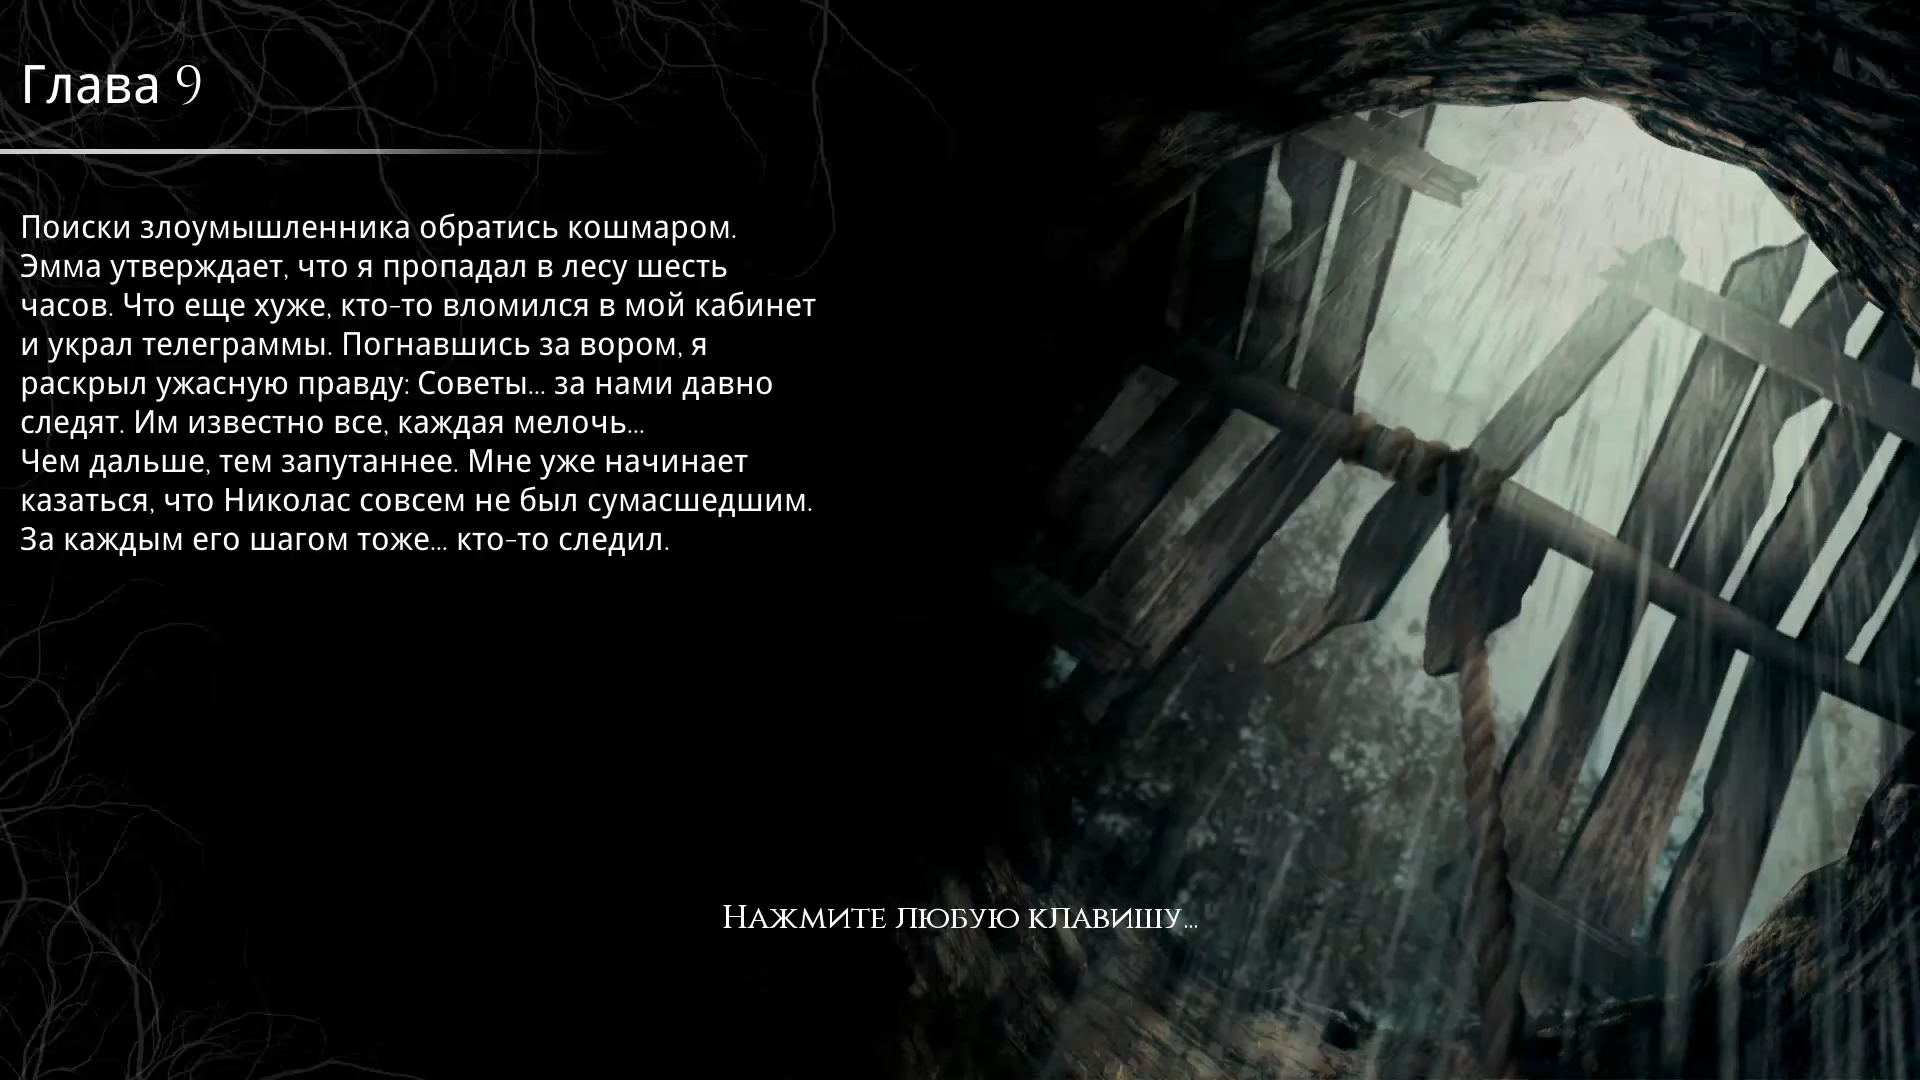 Глава 9
Поиски злоумышленника обратись кошмаром.
Эмма утверждает, что я пропадал в лесу шесть
часов. Что еще хуже, кто-то вломился в мой кабинет
и украл телеграммы. Погнавшись за вором, я
раскрыл ужасную правду: Советы... за нами давно
следят. Им известно все, каждая мелочь...
Чем дальше, тем запутаннее. Мне уже начинает
казаться, что Николас совсем не был сумасшедшим.
За каждым его шагом тоже... кто-то следил.
Нажмите любую клавишу...